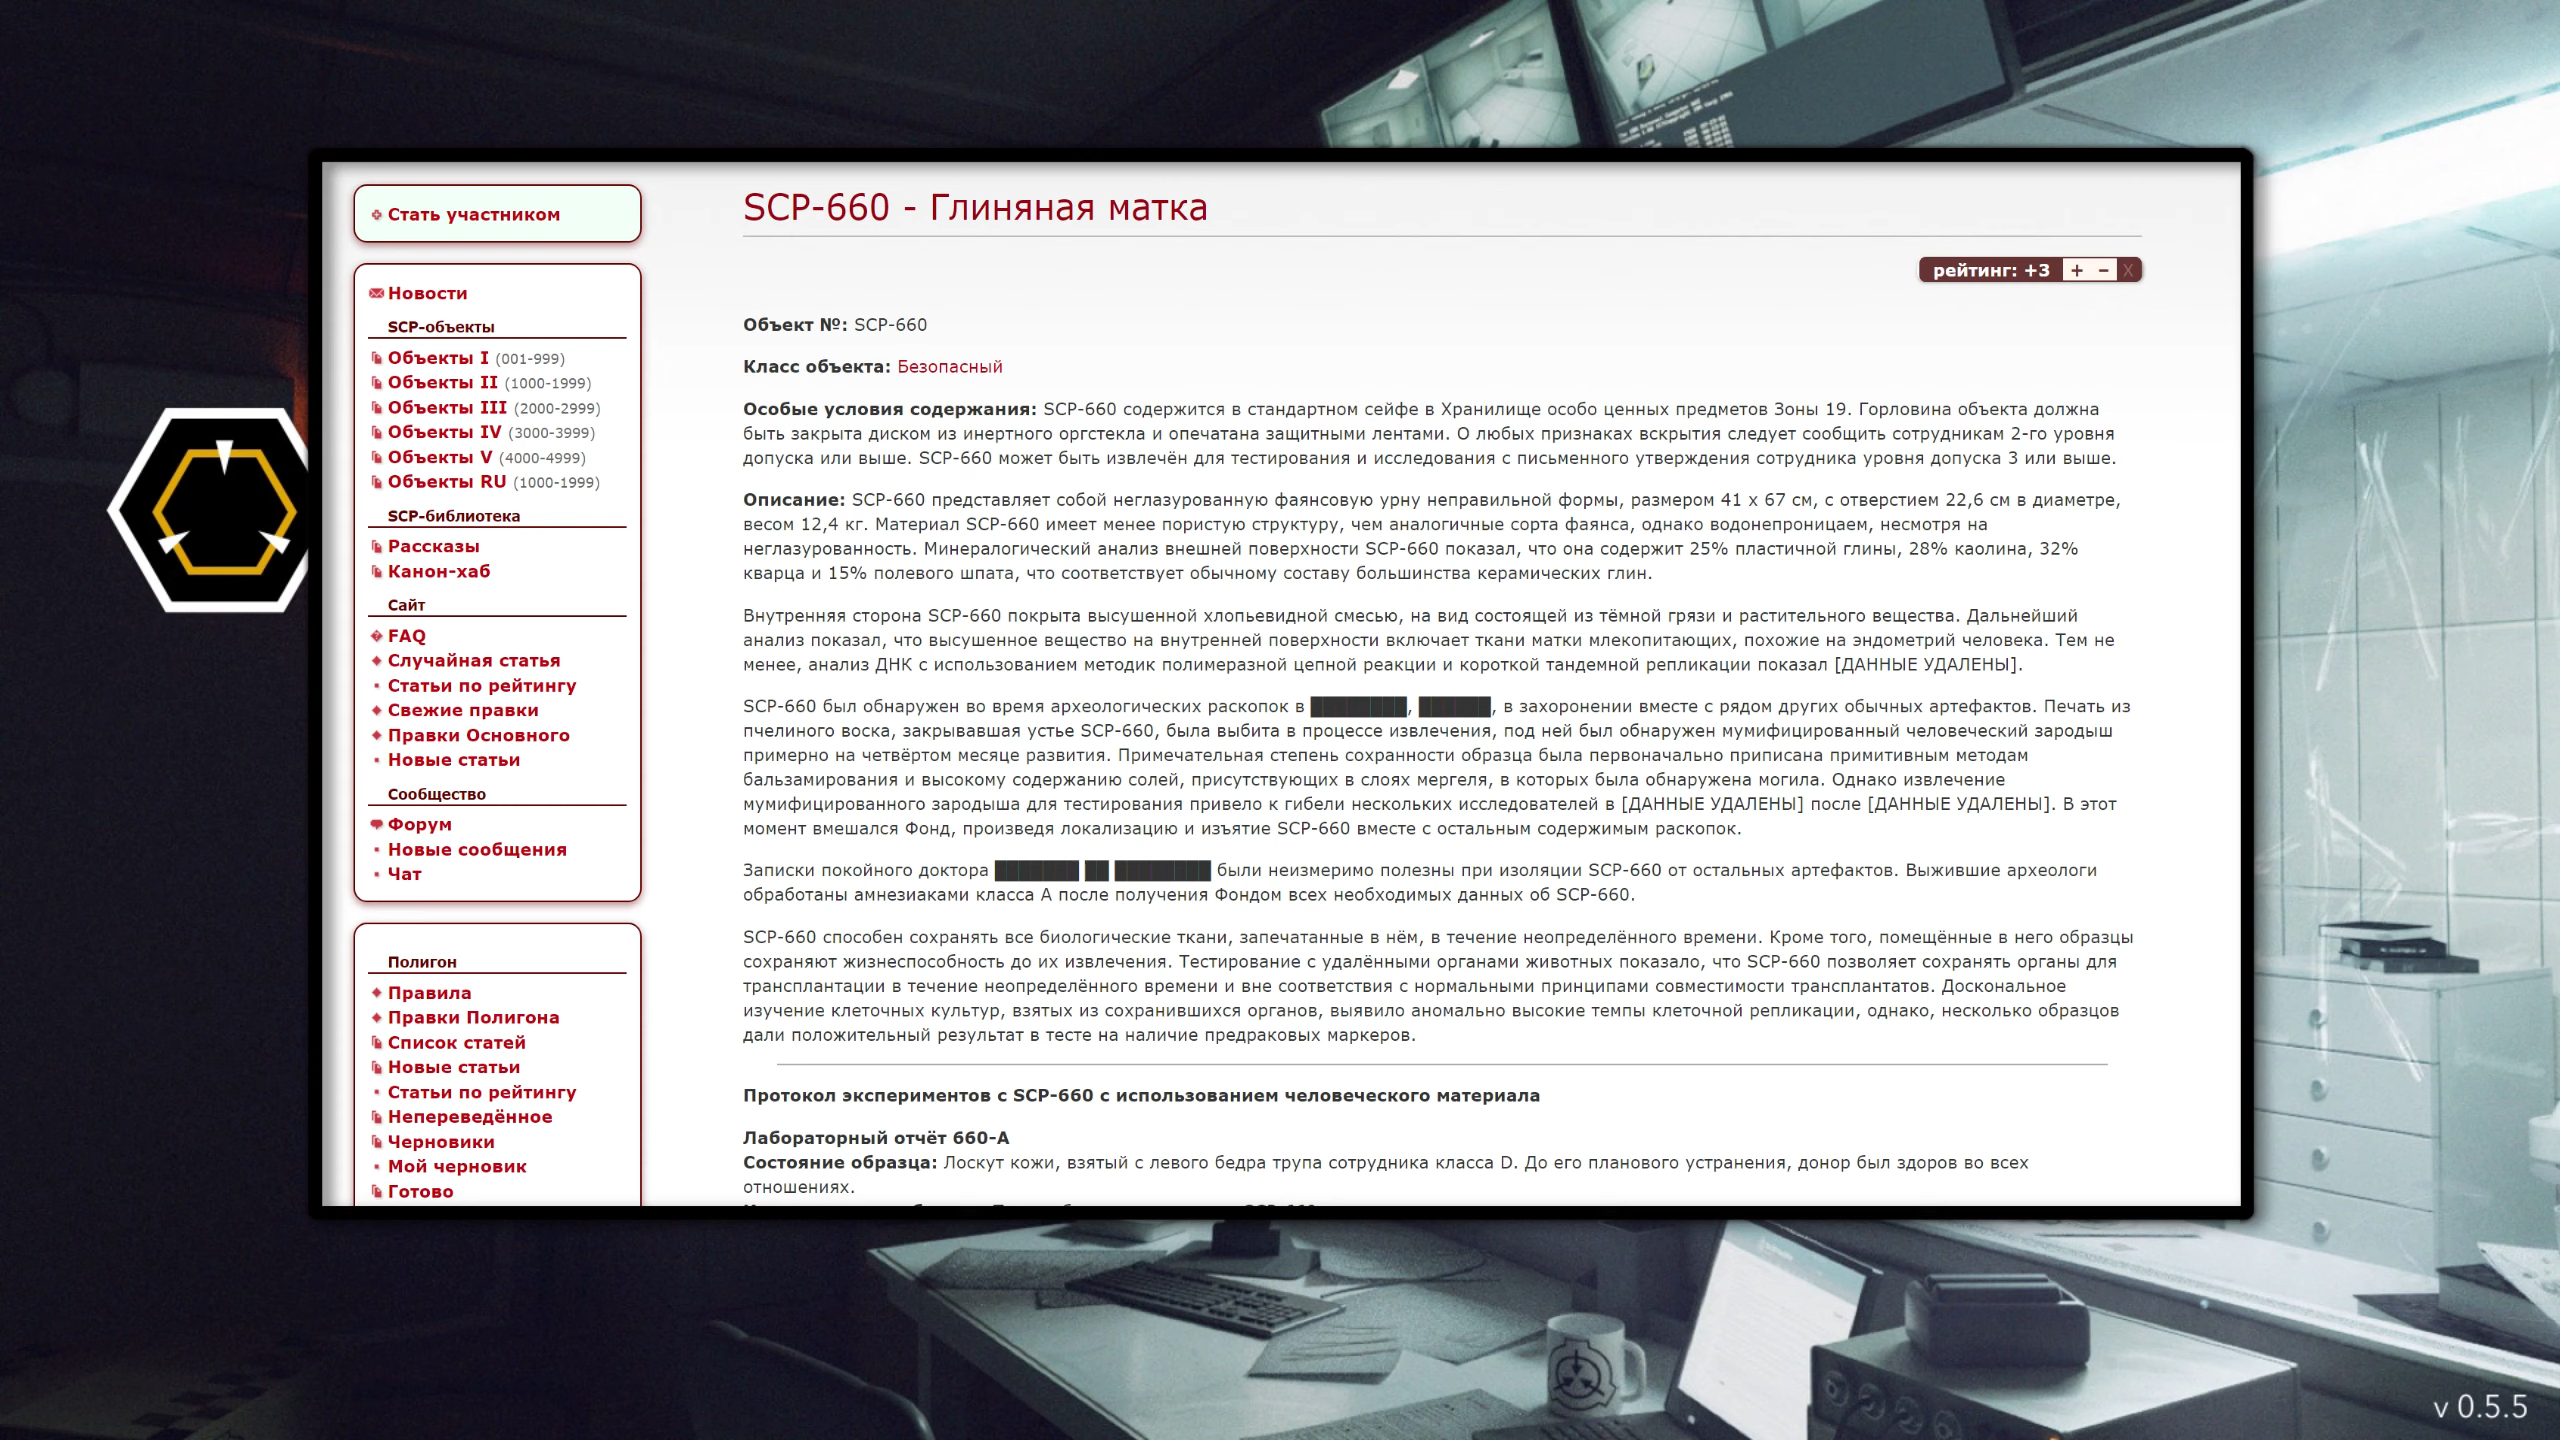 Стать участником
Новости
SCP-объекты
Объекты I (001-999)
Объекты II (1000-1999)
Объекты III (2000-2999)
Объекты IV (3000-3999)
Объекты V (4000-4999)
Объекты RU (1000-1999)
SCP-библиотека
Рассказы
Канон-хаб
Сайт
FAQ
Случайная статья
Статьи по рейтингу
Свежие правки
Правки Основного
Новые статьи
Сообщество
Форум
Новые сообщения
Чат
Полигон
Правила
Правки Полигона
Список статей
Новые статьи
Статьи по рейтингу
Непереведённое
Черновики
Мой черновик
Готово
SCP-660 - Глиняная матка
рейтинг: +3 + – X
Объект №: SCP-660
Класс объекта: Безопасный
Особые условия содержания: SCP-660 содержится в стандартном сейфе в Хранилище особо ценных предметов Зоны 19. Горловина объекта должна
быть закрыта диском из инертного оргстекла и опечатана защитными лентами. О любых признаках вскрытия следует сообщить сотрудникам 2-го уровня
допуска или выше. SCP-660 может быть извлечён для тестирования и исследования с письменного утверждения сотрудника уровня допуска 3 или выше.
Описание: SCP-660 представляет собой неглазурованную фаянсовую урну неправильной формы, размером 41 x 67 см, с отверстием 22,6 см в диаметре,
весом 12,4 кг. Материал SCP-660 имеет менее пористую структуру, чем аналогичные сорта фаянса, однако водонепроницаем, несмотря на
неглазурованность. Минералогический анализ внешней поверхности SCP-660 показал, что она содержит 25% пластичной глины, 28% каолина, 32%
кварца и 15% полевого шпата, что соответствует обычному составу большинства керамических глин.
Внутренняя сторона SCP-660 покрыта высушенной хлопьевидной смесью, на вид состоящей из тёмной грязи и растительного вещества. Дальнейший
анализ показал, что высушенное вещество на внутренней поверхности включает ткани матки млекопитающих, похожие на эндометрий человека. Тем не
менее, анализ ДНК с использованием методик полимеразной цепной реакции и короткой тандемной репликации показал [ДАННЫЕ УДАЛЕНЫ].
SCP-660 был обнаружен во время археологических раскопок в ████████, ██████, в захоронении вместе с рядом других обычных артефактов. Печать из
пчелиного воска, закрывавшая устье SCP-660, была выбита в процессе извлечения, под ней был обнаружен мумифицированный человеческий зародыш
примерно на четвёртом месяце развития. Примечательная степень сохранности образца была первоначально приписана примитивным методам
бальзамирования и высокому содержанию солей, присутствующих в слоях мергеля, в которых была обнаружена могила. Однако извлечение
мумифицированного зародыша для тестирования привело к гибели нескольких исследователей в [ДАННЫЕ УДАЛЕНЫ] после [ДАННЫЕ УДАЛЕНЫ]. В этот
момент вмешался Фонд, произведя локализацию и изъятие SCP-660 вместе с остальным содержимым раскопок.
Записки покойного доктора ███████ ██ ████████ были неизмеримо полезны при изоляции SCP-660 от остальных артефактов. Выжившие археологи
обработаны амнезиаками класса А после получения Фондом всех необходимых данных об SCP-660.
SCP-660 способен сохранять все биологические ткани, запечатанные в нём, в течение неопределённого времени. Кроме того, помещённые в него образцы
сохраняют жизнеспособность до их извлечения. Тестирование с удалёнными органами животных показало, что SCP-660 позволяет сохранять органы для
трансплантации в течение неопределённого времени и вне соответствия с нормальными принципами совместимости трансплантатов. Доскональное
изучение клеточных культур, взятых из сохранившихся органов, выявило аномально высокие темпы клеточной репликации, однако, несколько образцов
дали положительный результат в тесте на наличие предраковых маркеров.
Протокол экспериментов с SCP-660 с использованием человеческого материала
Лабораторный отчёт 660-A
Состояние образца: Лоскут кожи, взятый с левого бедра трупа сотрудника класса D. До его планового устранения, донор был здоров во всех
отношениях.
v 0.5.5